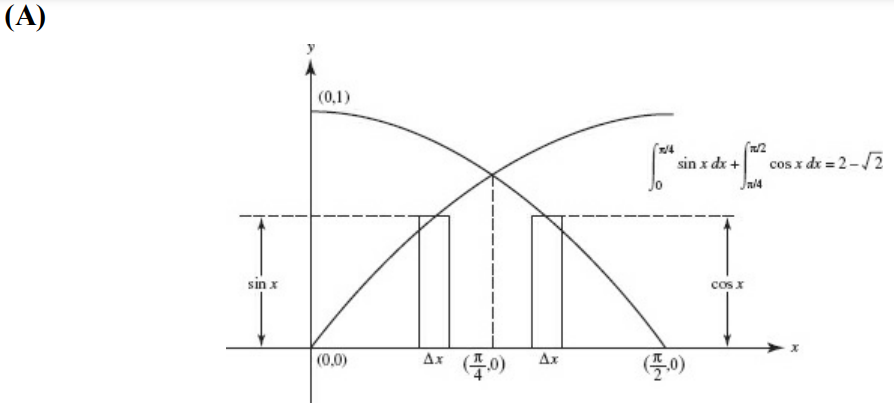 (A)
y
(0,1)
∫₀^π/4 sin x dx + ∫π/4^π/2 cos x dx = 2 – √2
sin x
cos x
x
(0,0)
Δx
(π/4,0)
Δx
(π/2,0)